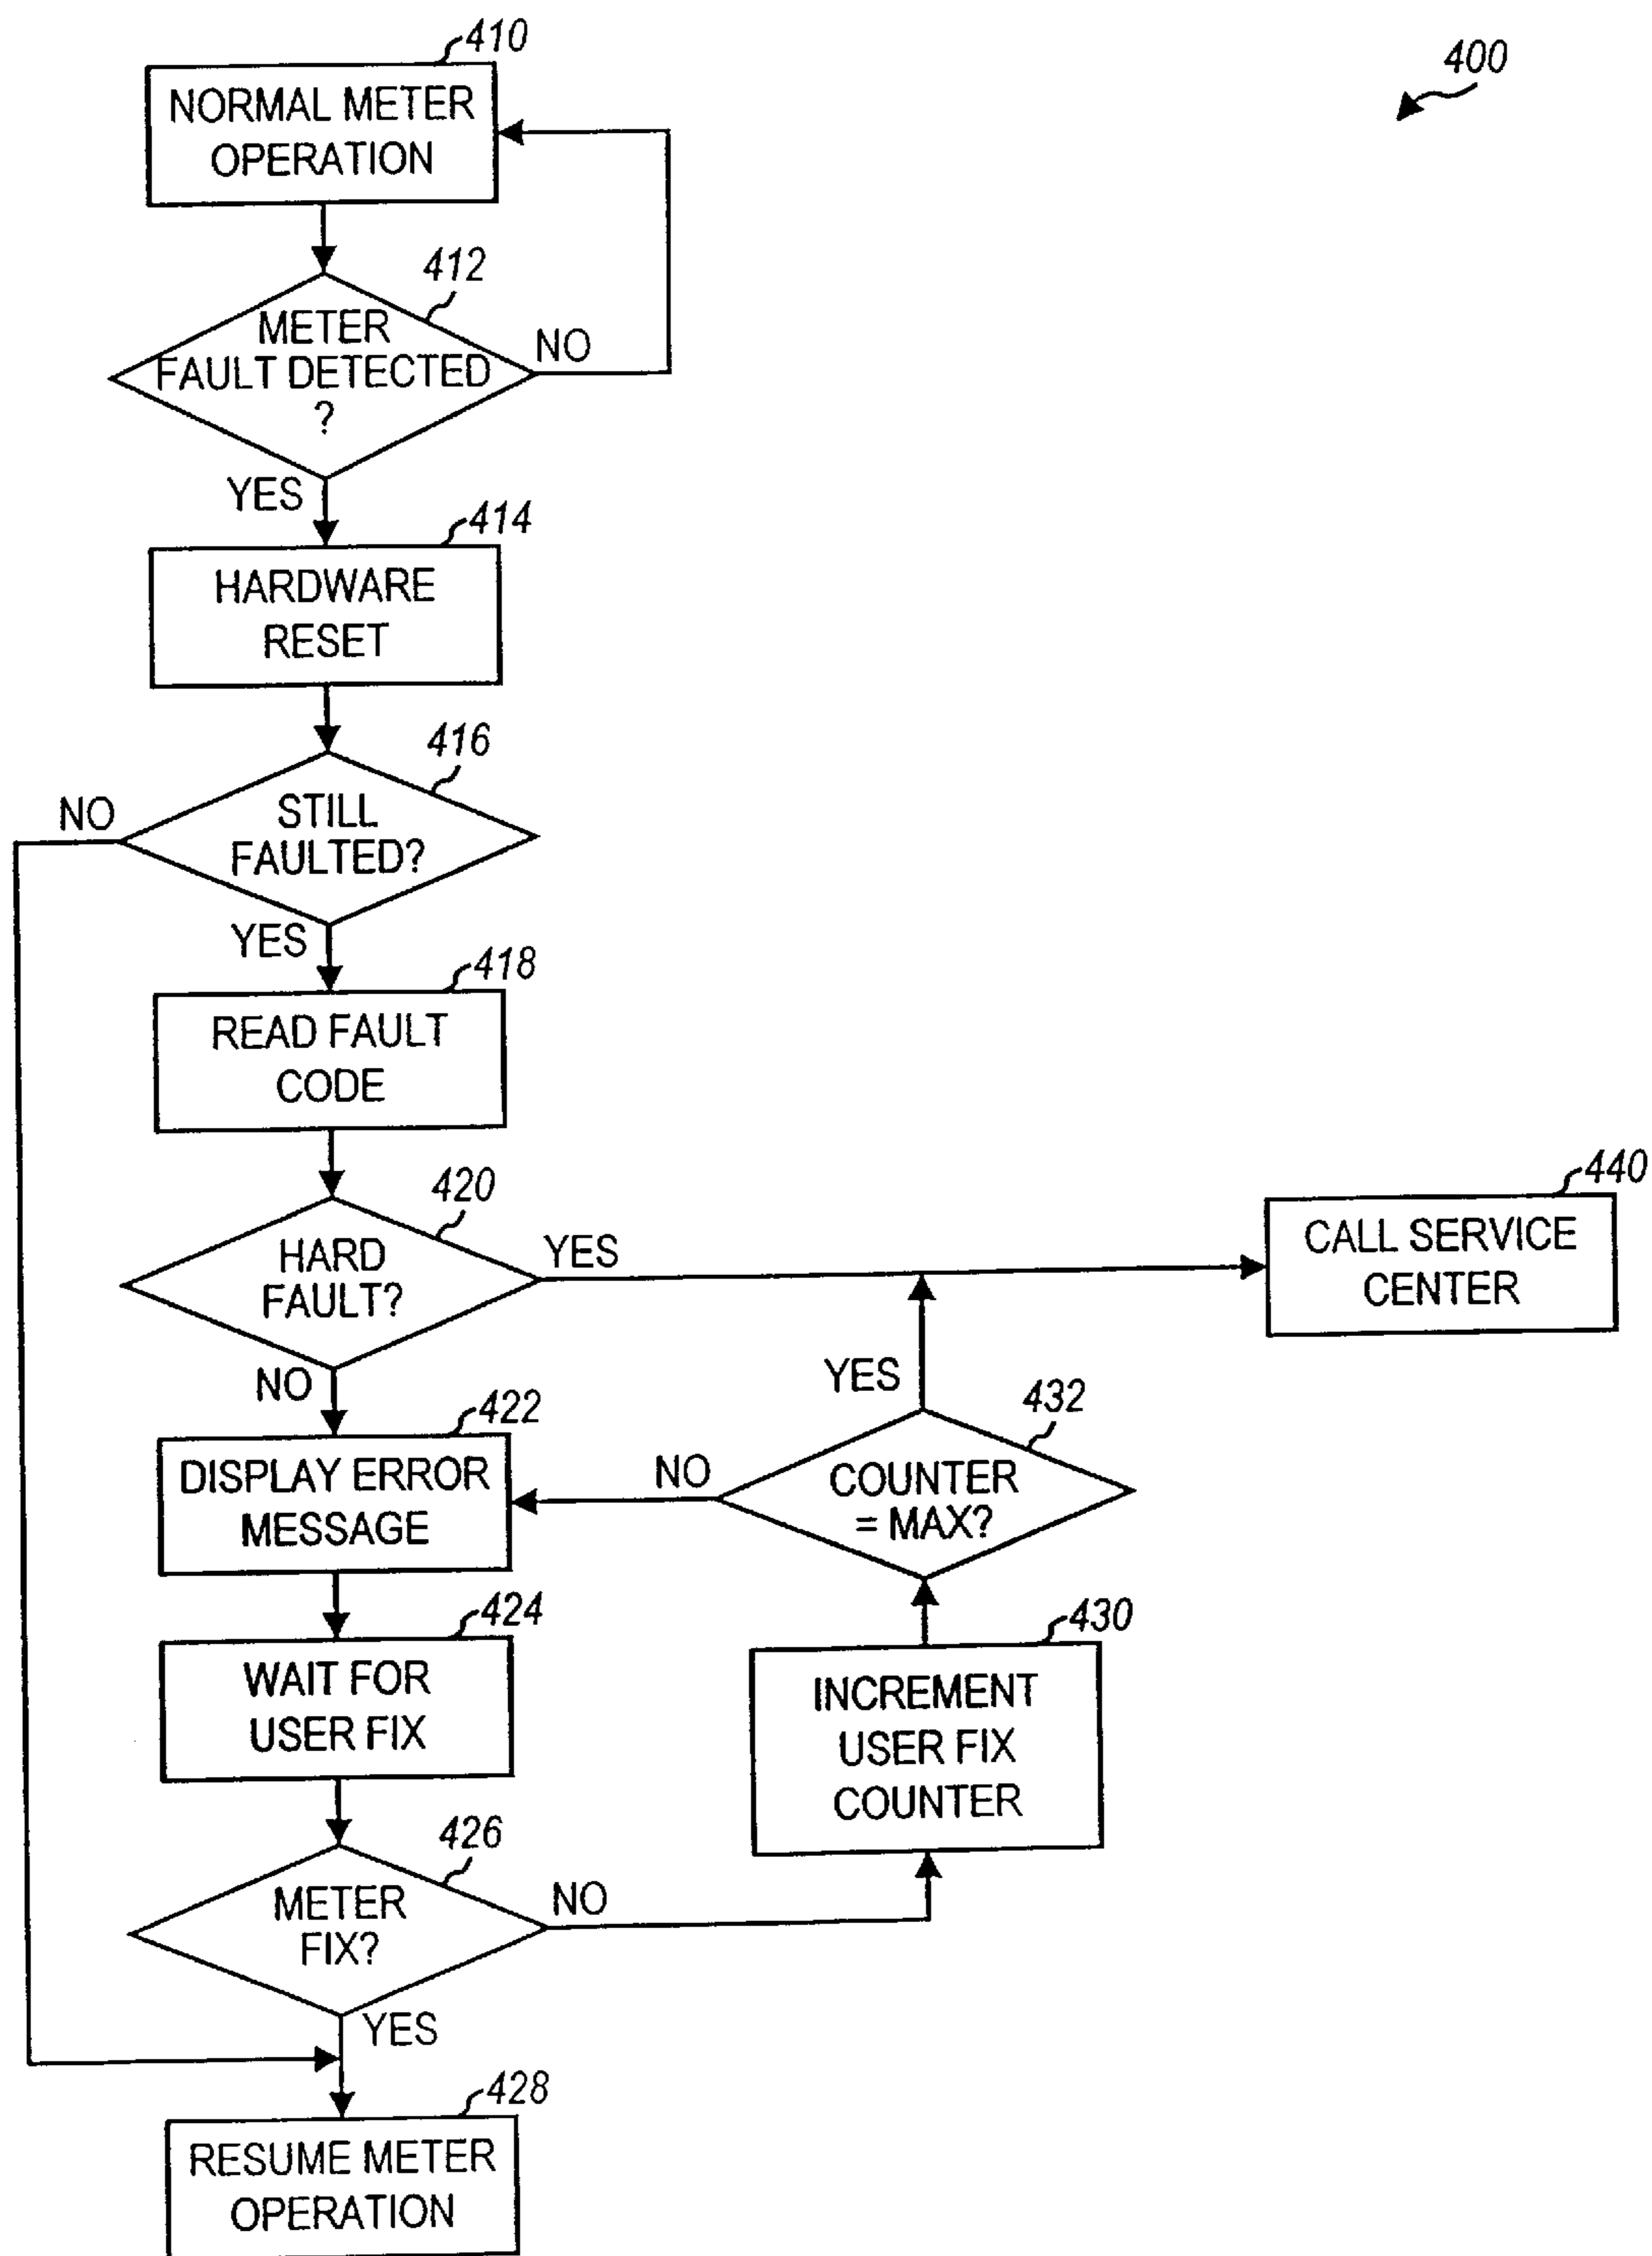 410
400
NORMAL METER
OPERATION
412
METER
FAULT DETECTED
?
NO
YES
414
HARDWARE
RESET
416
NO
STILL
FAULTED?
YES
418
READ FAULT
CODE
420
HARD
FAULT?
YES
440
CALL SERVICE
CENTER
NO
422
DISPLAY ERROR
MESSAGE
YES
432
NO
COUNTER
= MAX?
424
WAIT FOR
USER FIX
430
INCREMENT
USER FIX
COUNTER
426
METER
FIX?
NO
YES
428
RESUME METER
OPERATION